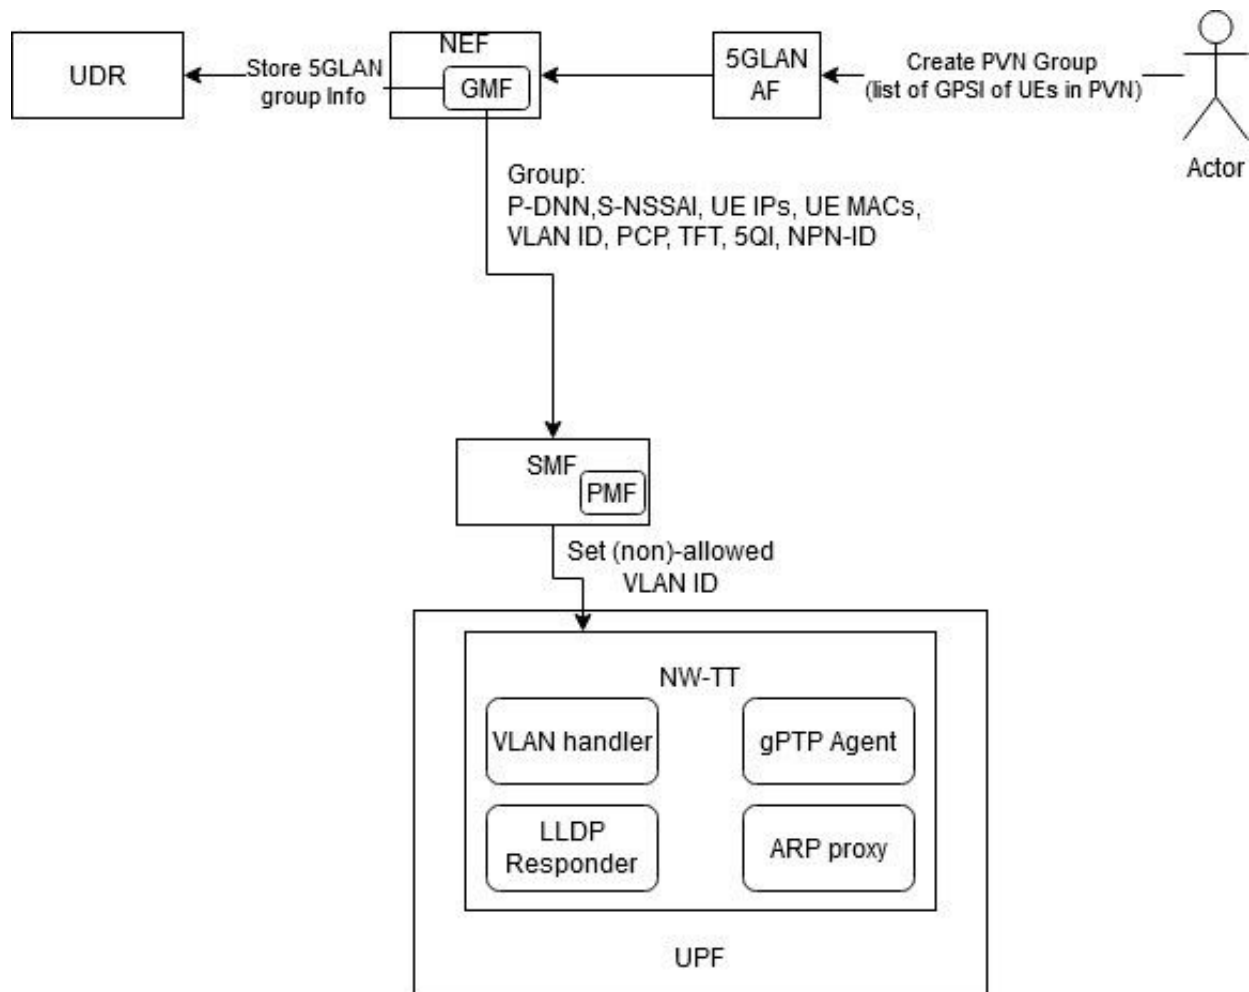 UDR
Store 5GLAN
group Info
NEF
GMF
5GLAN
AF
Create PVN Group
(list of GPSI of UEs in PVN)
Actor
Group:
P-DNN,S-NSSAI, UE IPs, UE MACs,
VLAN ID, PCP, TFT, 5QI, NPN-ID
SMF
PMF
Set (non)-allowed
VLAN ID
NW-TT
VLAN handler
gPTP Agent
LLDP
Responder
ARP proxy
UPF